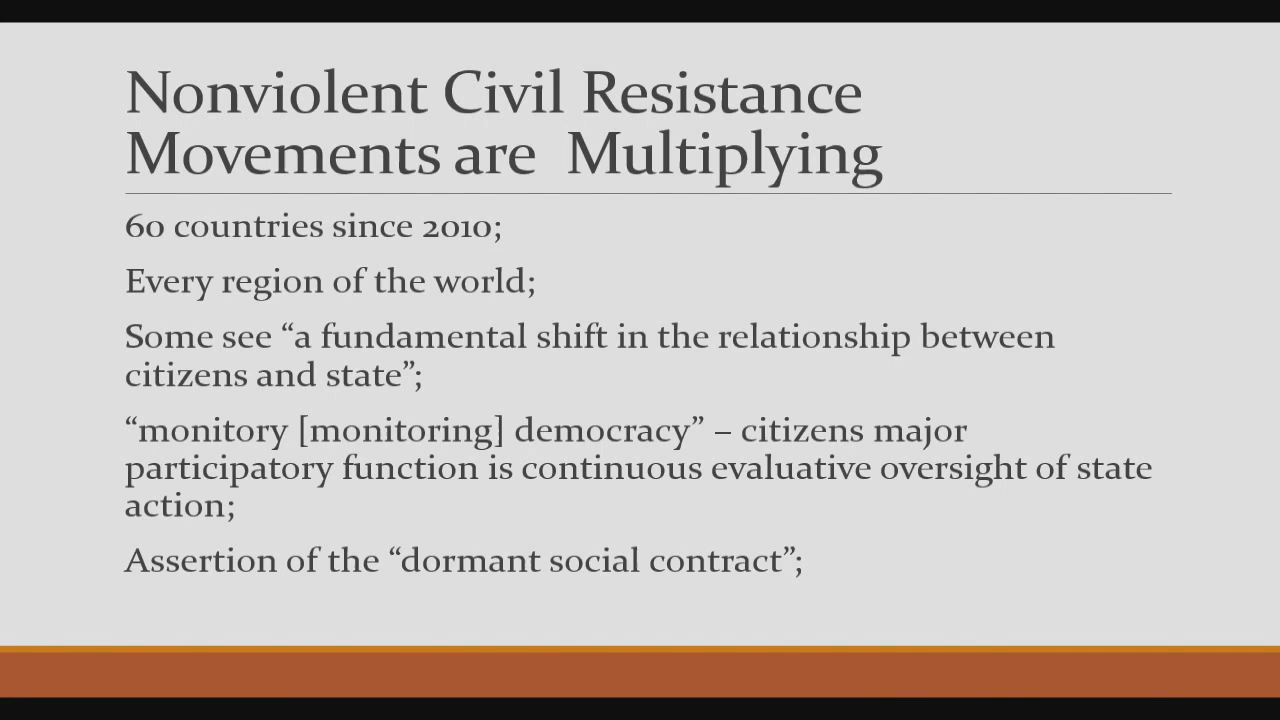 Nonviolent Civil Resistance
Movements are  Multiplying
60 countries since 2010;
Every region of the world;
Some see “a fundamental shift in the relationship between
citizens and state”;
“monitory [monitoring] democracy” – citizens major
participatory function is continuous evaluative oversight of state
action;
Assertion of the “dormant social contract”;